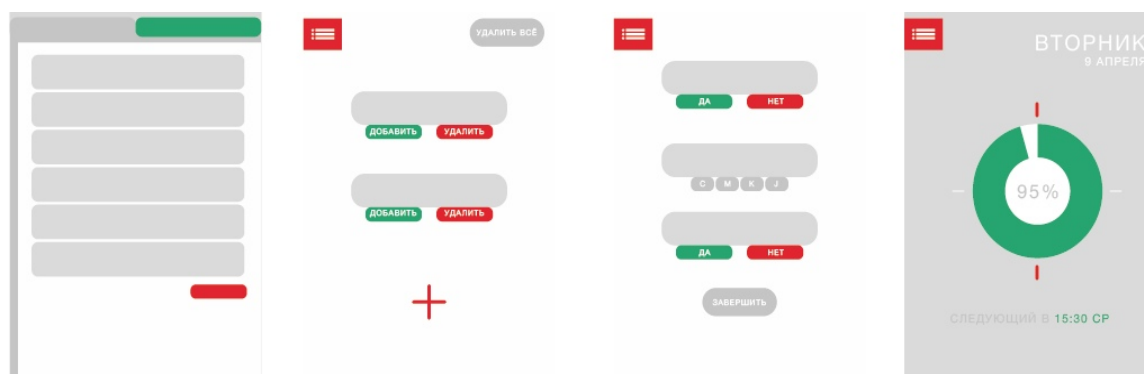 УДАЛИТЬ ВСЁ
ДОБАВИТЬ УДАЛИТЬ
ДОБАВИТЬ УДАЛИТЬ
ДА НЕТ
C M K J
ДА НЕТ
ЗАВЕРШИТЬ
ВТОРНИК
9 АПРЕЛЯ
95%
СЛЕДУЮЩИЙ В 15:30 СР